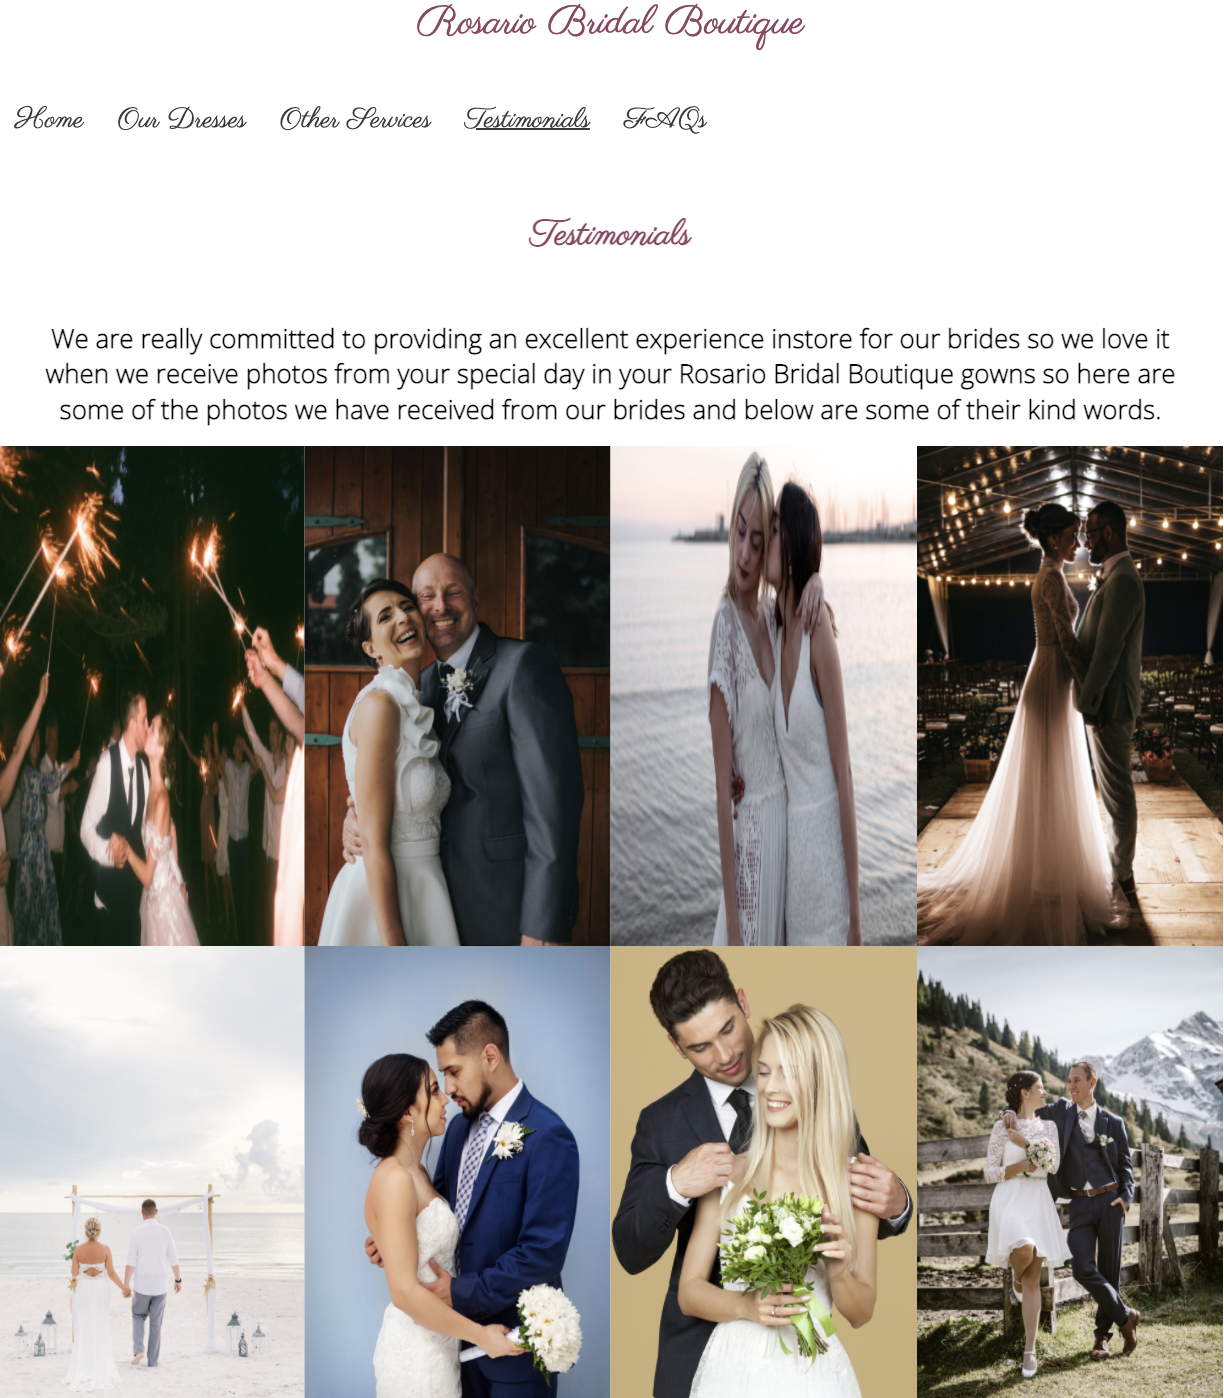 Rosario Bridal Boutique
Home Our Dresses Other Services Testimonials FAQs
Testimonials
We are really committed to providing an excellent experience instore for our brides so we love it
when we receive photos from your special day in your Rosario Bridal Boutique gowns so here are
some of the photos we have received from our brides and below are some of their kind words.